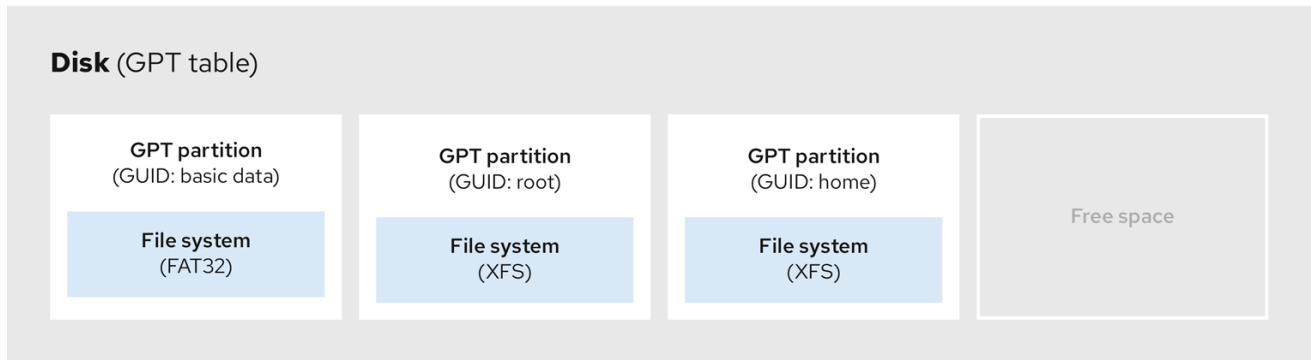 Disk (GPT table)
GPT partition
(GUID: basic data)
File system
(FAT32)
GPT partition
(GUID: root)
File system
(XFS)
GPT partition
(GUID: home)
File system
(XFS)
Free space